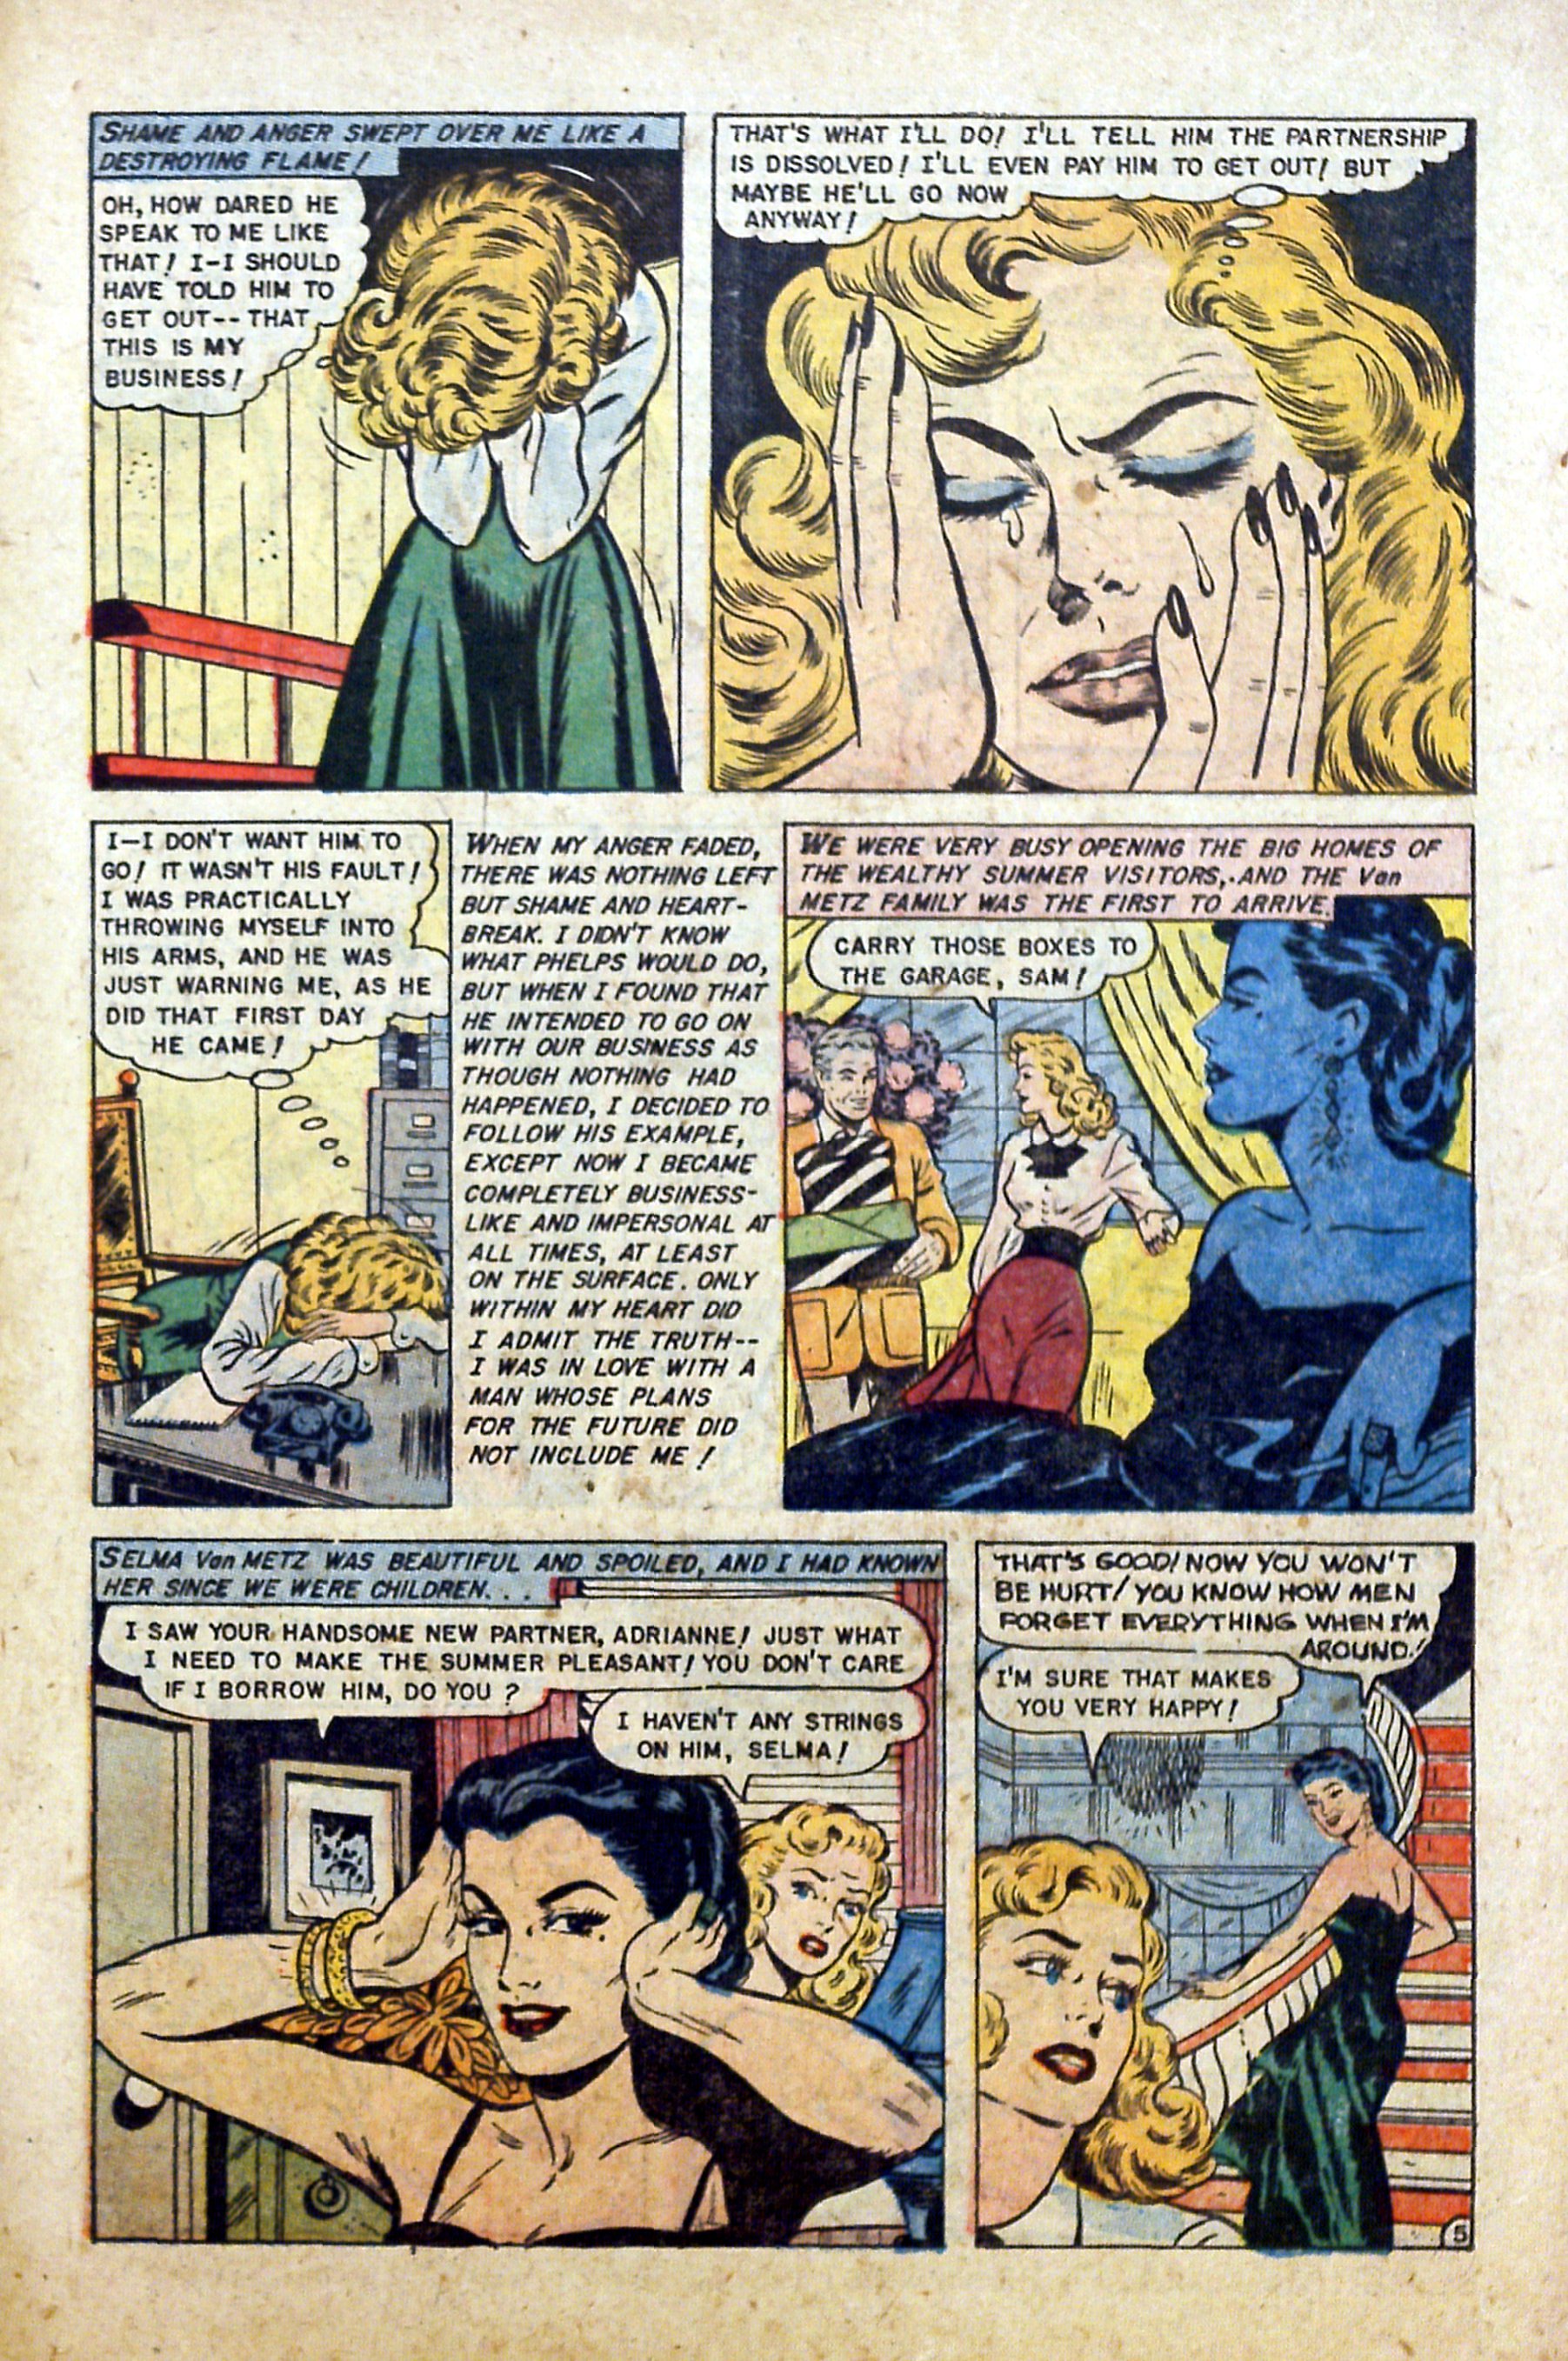 SHAME AND ANGER SWEPT OVER ME LIKE A
DESTROYING FLAME!
OH, HOW DARED HE
SPEAK TO ME LIKE
THAT! I-I SHOULD
HAVE TOLD HIM TO
GET OUT-- THAT
THIS IS MY
BUSINESS!
THAT'S WHAT I'LL DO! I'LL TELL HIM THE PARTNERSHIP
IS DISSOLVED! I'LL EVEN PAY HIM TO GET OUT! BUT
MAYBE HE'LL GO NOW
ANYWAY!
I-I DON'T WANT HIM TO
GO! IT WASN'T HIS FAULT!
I WAS PRACTICALLY
THROWING MYSELF INTO
HIS ARMS, AND HE WAS
JUST WARNING ME, AS HE
DID THAT FIRST DAY
HE CAME!
WHEN MY ANGER FADED,
THERE WAS NOTHING LEFT
BUT SHAME AND HEART-
BREAK. I DIDN'T KNOW
WHAT PHELPS WOULD DO,
BUT WHEN I FOUND THAT
HE INTENDED TO GO ON
WITH OUR BUSINESS AS
THOUGH NOTHING HAD
HAPPENED, I DECIDED TO
FOLLOW HIS EXAMPLE,
EXCEPT NOW I BECAME
COMPLETELY BUSINESS-
LIKE AND IMPERSONAL AT
ALL TIMES, AT LEAST
ON THE SURFACE. ONLY
WITHIN MY HEART DID
I ADMIT THE TRUTH--
I WAS IN LOVE WITH A
MAN WHOSE PLANS
FOR THE FUTURE DID
NOT INCLUDE ME!
WE WERE VERY BUSY OPENING THE BIG HOMES OF
THE WEALTHY SUMMER VISITORS, AND THE Van
METZ FAMILY WAS THE FIRST TO ARRIVE.
CARRY THOSE BOXES TO
THE GARAGE, SAM!
SELMA Van METZ WAS BEAUTIFUL AND SPOILED, AND I HAD KNOWN
HER SINCE WE WERE CHILDREN...
I SAW YOUR HANDSOME NEW PARTNER, ADRIANNE! JUST WHAT
I NEED TO MAKE THE SUMMER PLEASANT! YOU DON'T CARE
IF I BORROW HIM, DO YOU?
I HAVEN'T ANY STRINGS
ON HIM, SELMA!
THAT'S GOOD! NOW YOU WON'T
BE HURT! YOU KNOW HOW MEN
FORGET EVERYTHING WHEN I'M
AROUND!
I'M SURE THAT MAKES
YOU VERY HAPPY!
5